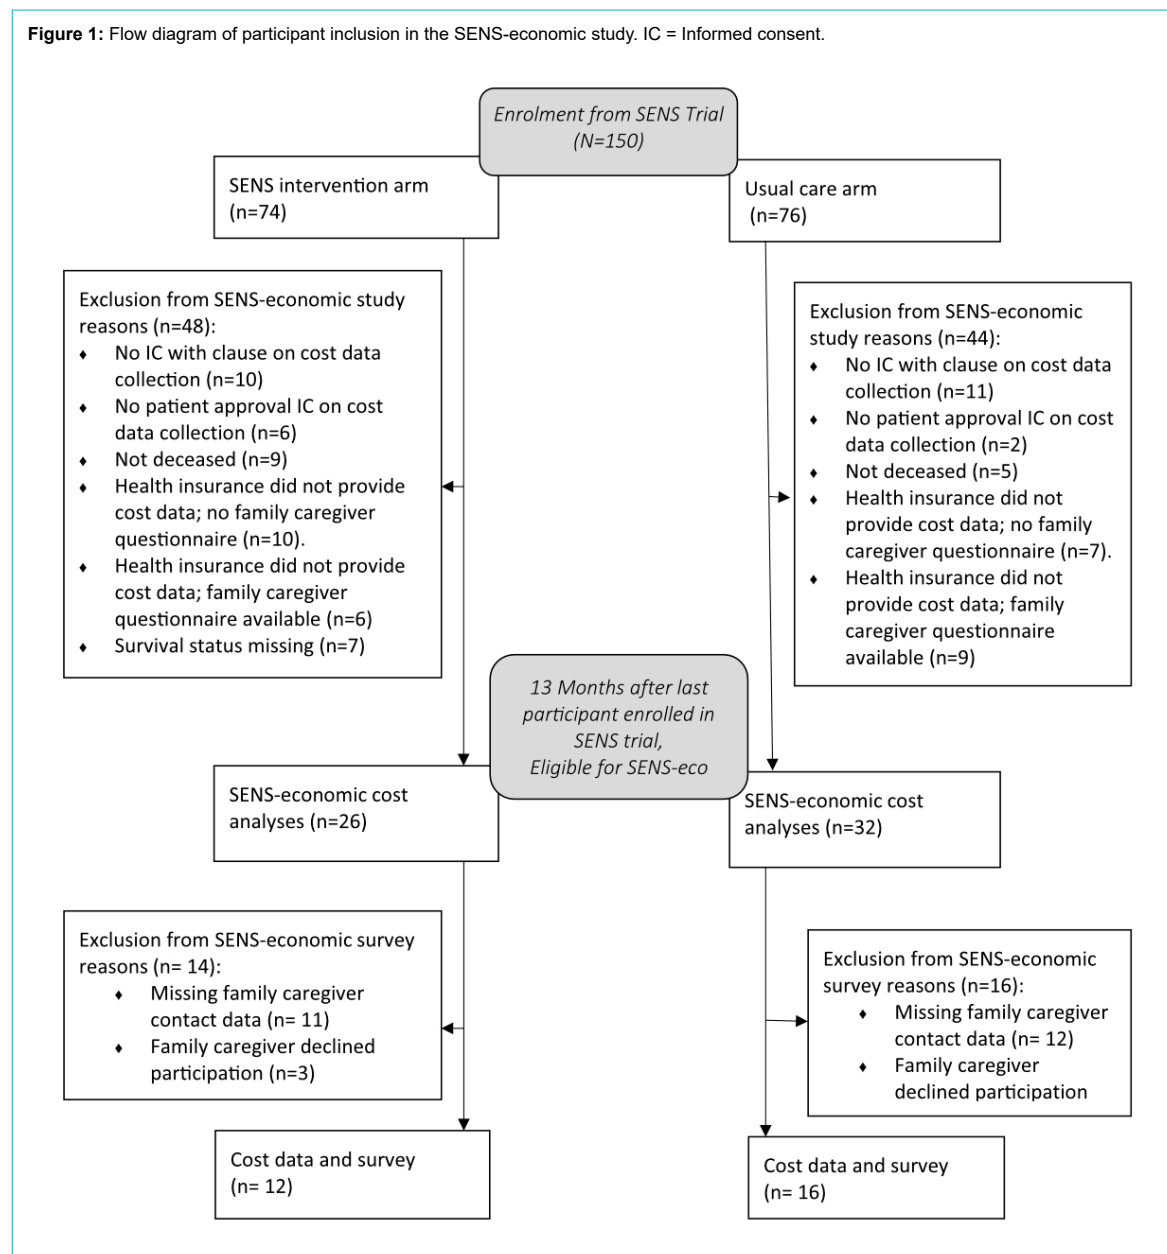 Figure 1: Flow diagram of participant inclusion in the SENS-economic study. IC = Informed consent.
Enrolment from SENS Trial
(N=150)
SENS intervention arm
(n=74)
Usual care arm
(n=76)
Exclusion from SENS-economic study
reasons (n=48):
♦ No IC with clause on cost data
collection (n=10)
♦ No patient approval IC on cost
data collection (n=6)
♦ Not deceased (n=9)
♦ Health insurance did not provide
cost data; no family caregiver
questionnaire (n=10).
♦ Health insurance did not provide
cost data; family caregiver
questionnaire available (n=6)
♦ Survival status missing (n=7)
Exclusion from SENS-economic
study reasons (n=44):
♦ No IC with clause on cost data
collection (n=11)
♦ No patient approval IC on cost
data collection (n=2)
♦ Not deceased (n=5)
♦ Health insurance did not
provide cost data; no family
caregiver questionnaire (n=7).
♦ Health insurance did not
provide cost data; family
caregiver questionnaire
available (n=9)
13 Months after last
participant enrolled in
SENS trial,
Eligible for SENS-eco
SENS-economic cost
analyses (n=26)
SENS-economic cost
analyses (n=32)
Exclusion from SENS-economic survey
reasons (n= 14):
♦ Missing family caregiver
contact data (n= 11)
♦ Family caregiver declined
participation (n=3)
Exclusion from SENS-economic
survey reasons (n=16):
♦ Missing family caregiver
contact data (n= 12)
♦ Family caregiver
declined participation
Cost data and survey
(n= 12)
Cost data and survey
(n= 16)